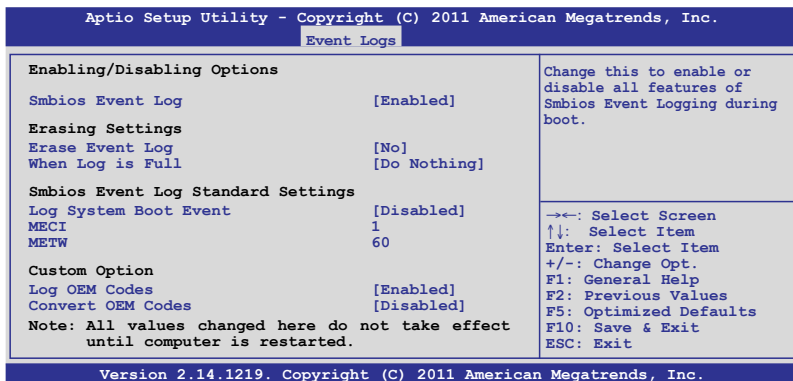 Aptio Setup Utility - Copyright (C) 2011 American Megatrends, Inc.
Event Logs
Enabling/Disabling Options
Smbios Event Log [Enabled]
Erasing Settings
Erase Event Log [No]
When Log is Full [Do Nothing]
Smbios Event Log Standard Settings
Log System Boot Event [Disabled]
MECI 1
METW 60
Custom Option
Log OEM Codes [Enabled]
Convert OEM Codes [Disabled]
Note: All values changed here do not take effect
until computer is restarted.
Change this to enable or
disable all features of
Smbios Event Logging during
boot.
→←: Select Screen
↑↓: Select Item
Enter: Select Item
+/-: Change Opt.
F1: General Help
F2: Previous Values
F5: Optimized Defaults
F10: Save & Exit
ESC: Exit
Version 2.14.1219. Copyright (C) 2011 American Megatrends, Inc.